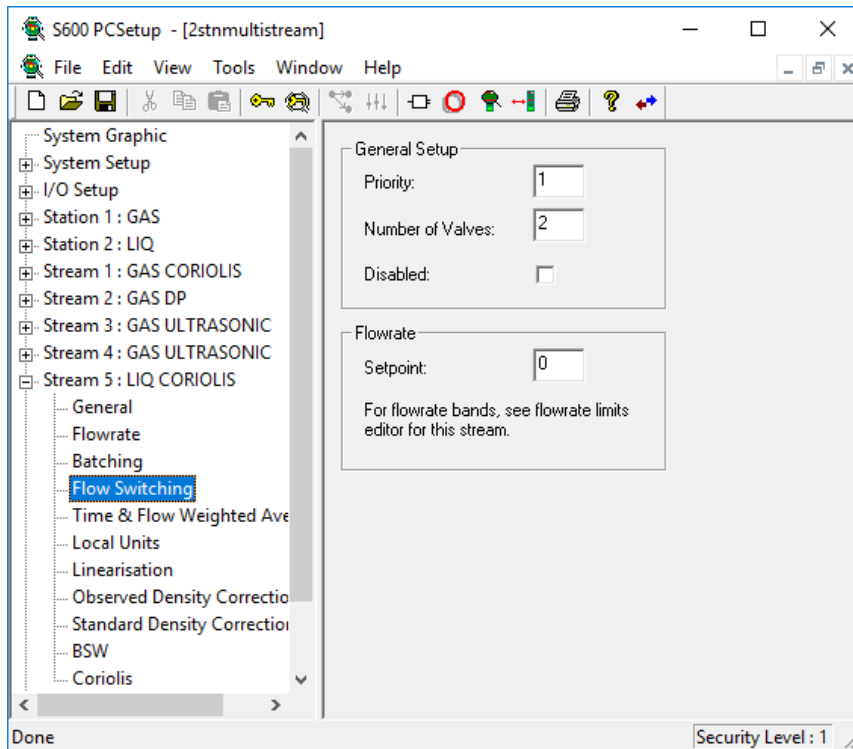 S600 PCSetup - [2stnmultistream]
File Edit View Tools Window Help
System Graphic
System Setup
I/O Setup
Station 1 : GAS
Station 2 : LIQ
Stream 1 : GAS CORIOLIS
Stream 2 : GAS DP
Stream 3 : GAS ULTRASONIC
Stream 4 : GAS ULTRASONIC
Stream 5 : LIQ CORIOLIS
General
Flowrate
Batching
Flow Switching
Time & Flow Weighted Ave
Local Units
Linearisation
Observed Density Correctio
Standard Density Correction
BSW
Coriolis
General Setup
Priority: 1
Number of Valves: 2
Disabled:
Flowrate
Setpoint: 0
For flowrate bands, see flowrate limits
editor for this stream.
Done
Security Level : 1